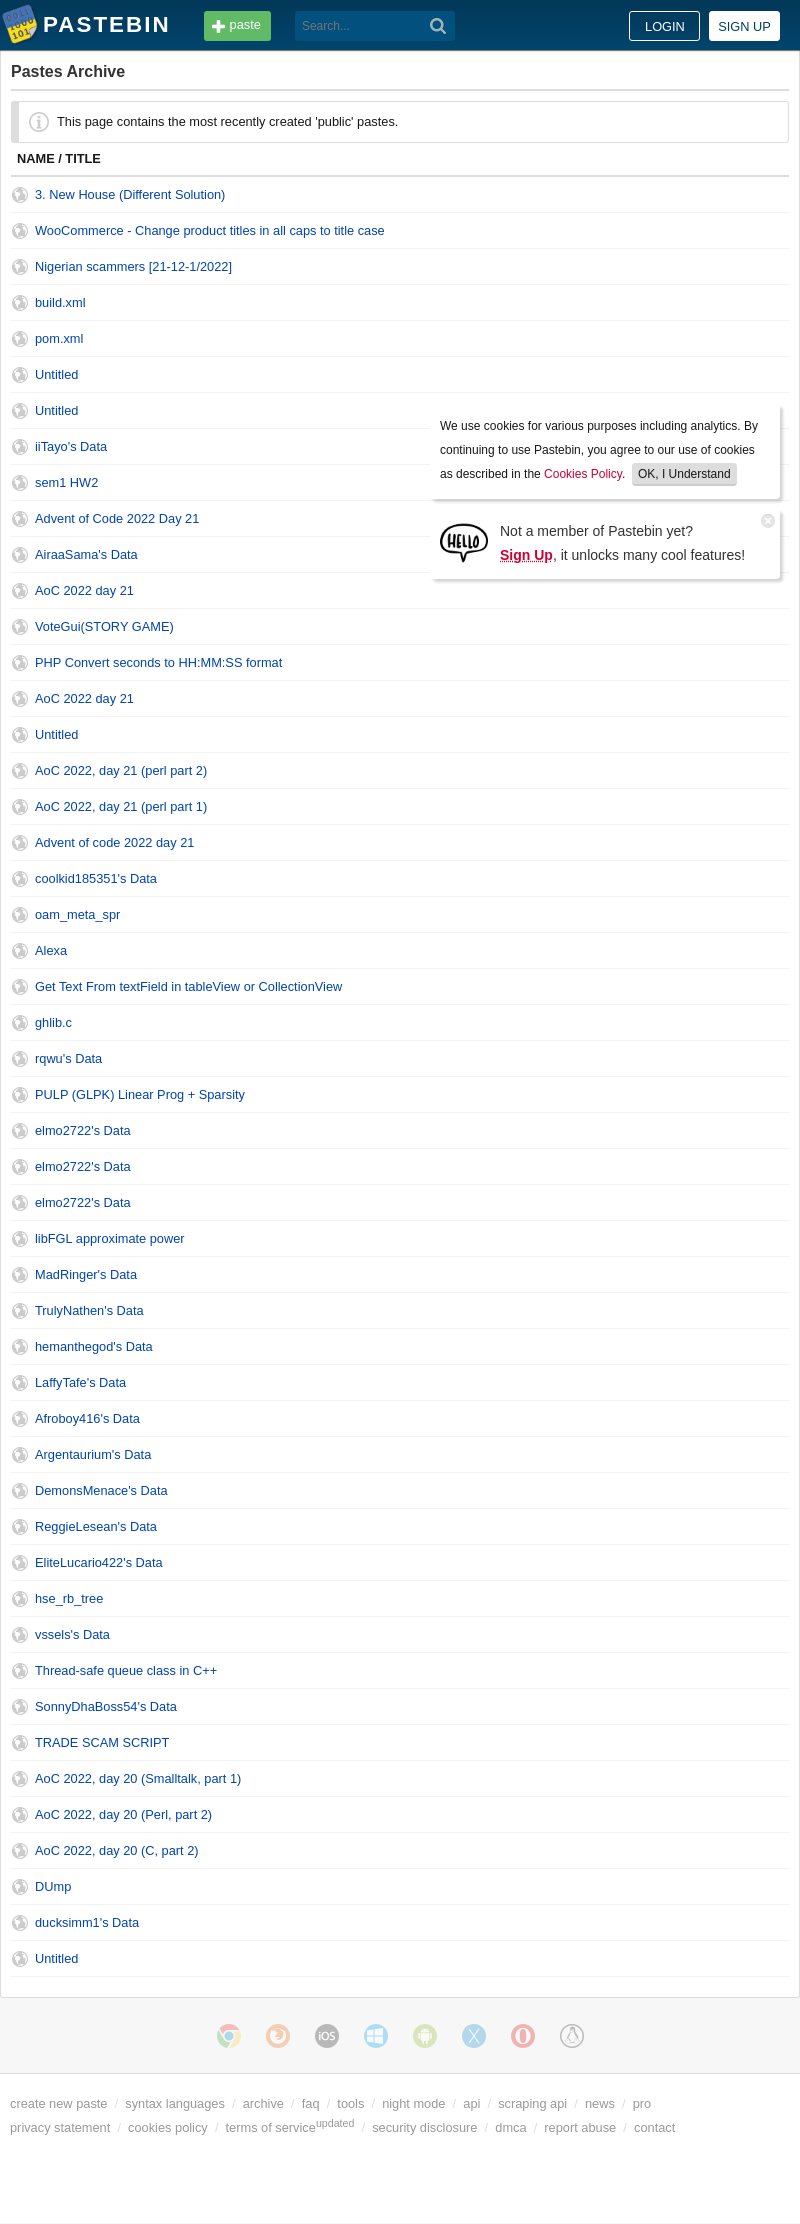 PASTEBIN paste Search... LOGIN SIGN UP
Pastes Archive
This page contains the most recently created 'public' pastes.
NAME / TITLE
3. New House (Different Solution)
WooCommerce - Change product titles in all caps to title case
Nigerian scammers [21-12-1/2022]
build.xml
pom.xml
Untitled
Untitled
iiTayo's Data
sem1 HW2
Advent of Code 2022 Day 21
AiraaSama's Data
We use cookies for various purposes including analytics. By
continuing to use Pastebin, you agree to our use of cookies
as described in the Cookies Policy. OK, I Understand
HELLO
Not a member of Pastebin yet?
Sign Up, it unlocks many cool features!
AoC 2022 day 21
VoteGui(STORY GAME)
PHP Convert seconds to HH:MM:SS format
AoC 2022 day 21
Untitled
AoC 2022, day 21 (perl part 2)
AoC 2022, day 21 (perl part 1)
Advent of code 2022 day 21
coolkid185351's Data
oam_meta_spr
Alexa
Get Text From textField in tableView or CollectionView
ghlib.c
rqwu's Data
PULP (GLPK) Linear Prog + Sparsity
elmo2722's Data
elmo2722's Data
elmo2722's Data
libFGL approximate power
MadRinger's Data
TrulyNathen's Data
hemanthegod's Data
LaffyTafe's Data
Afroboy416's Data
Argentaurium's Data
DemonsMenace's Data
ReggieLesean's Data
EliteLucario422's Data
hse_rb_tree
vssels's Data
Thread-safe queue class in C++
SonnyDhaBoss54's Data
TRADE SCAM SCRIPT
AoC 2022, day 20 (Smalltalk, part 1)
AoC 2022, day 20 (Perl, part 2)
AoC 2022, day 20 (C, part 2)
DUmp
ducksimm1's Data
Untitled
iOS
create new paste / syntax languages / archive / faq / tools / night mode / api / scraping api / news / pro
privacy statement / cookies policy / terms of service updated / security disclosure / dmca / report abuse / contact